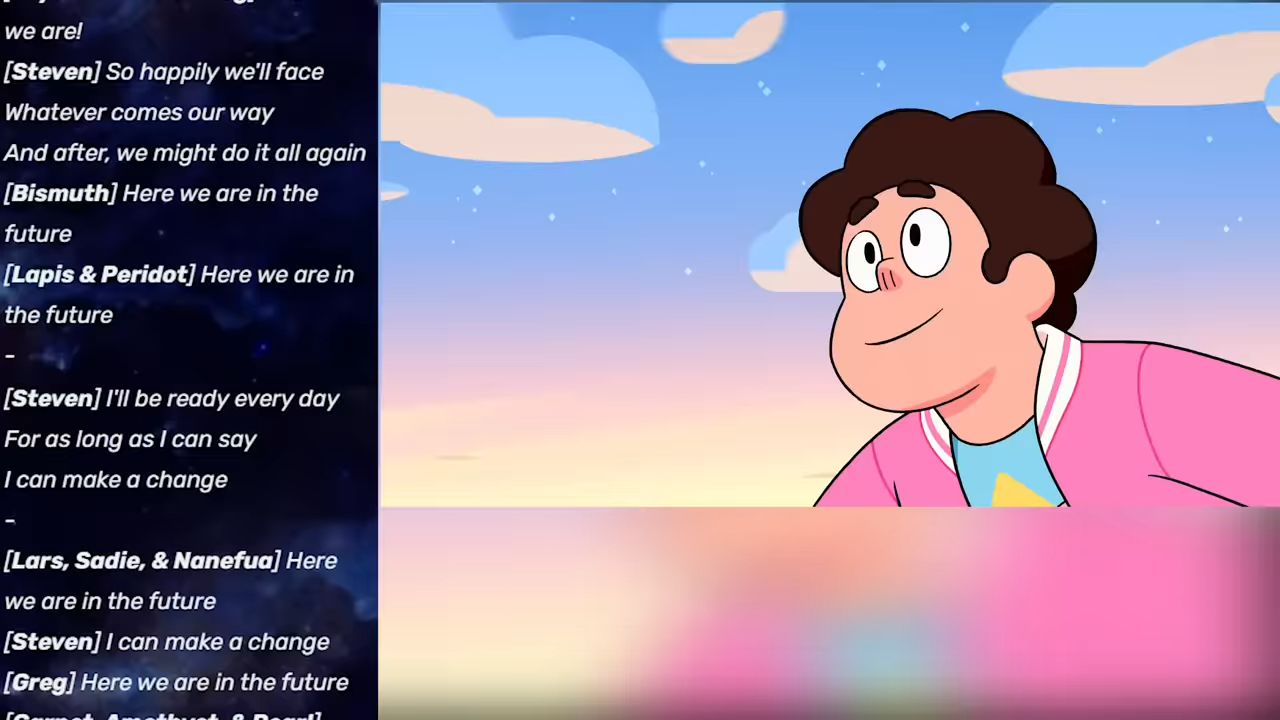 we are!
[Steven] So happily we'll face
Whatever comes our way
And after, we might do it all again
[Bismuth] Here we are in the
future
[Lapis & Peridot] Here we are in
the future
-
[Steven] I'll be ready every day
For as long as I can say
I can make a change
-
[Lars, Sadie, & Nanefua] Here
we are in the future
[Steven] I can make a change
[Greg] Here we are in the future
[Garnet, Amethyst, & Pearl]